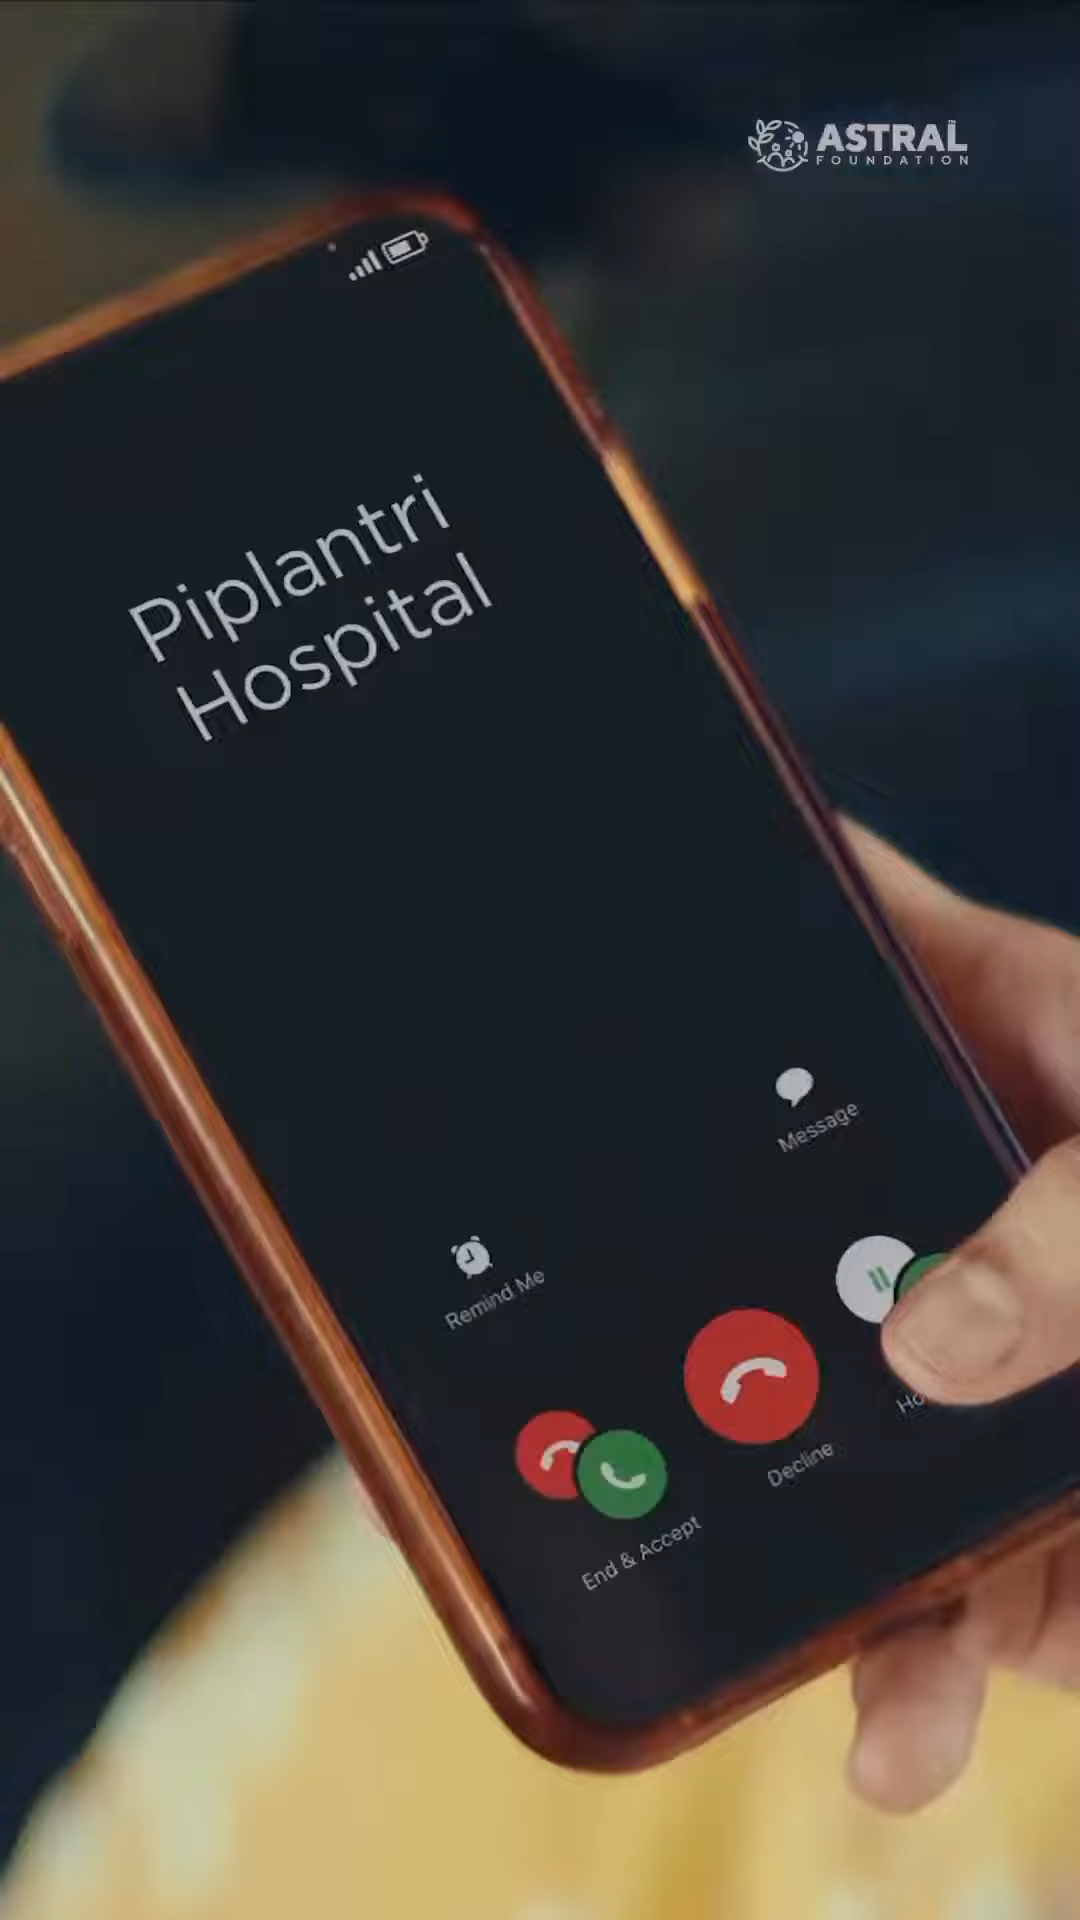 ASTRAL
FOUNDATION
Piplantri
Hospital
Message
Remind Me
Decline
End & Accept